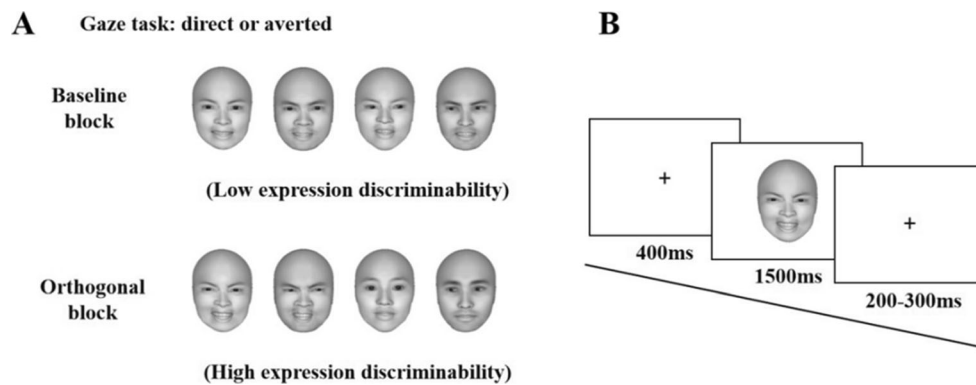 A
Gaze task: direct or averted
Baseline
block
(Low expression discriminability)
Orthogonal
block
(High expression discriminability)
B
+
400ms
1500ms
+
200-300ms